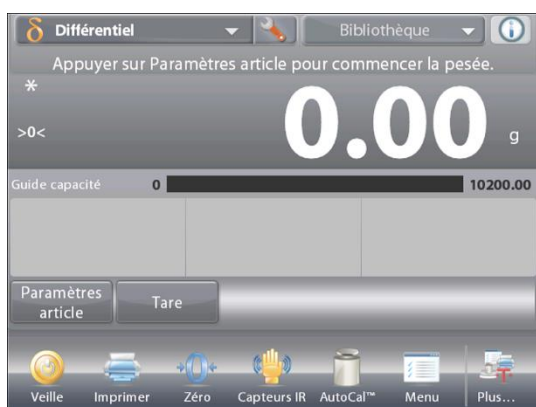 δ Différentiel Bibliothèque i
Appuyer sur Paramètres article pour commencer la pesée.
*
>0< 0.00 g
Guide capacité 0 10200.00
Paramètres
article
Tare
Veille Imprimer Zéro Capteurs IR AutoCal™ Menu Plus...